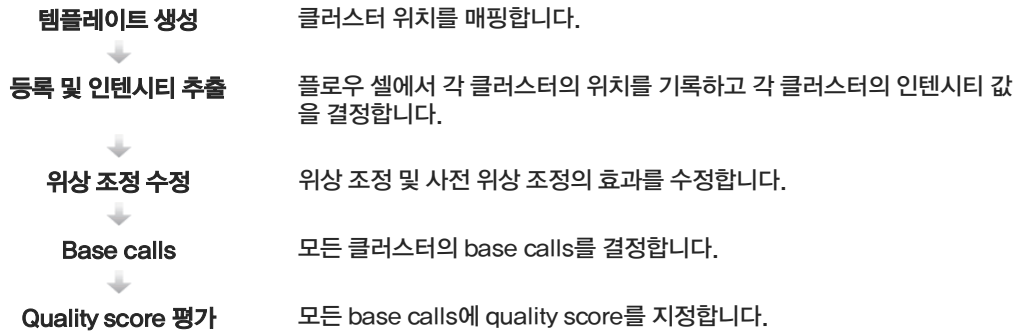 템플레이트 생성
클러스터 위치를 매핑합니다.
등록 및 인텐시티 추출
플로우 셀에서 각 클러스터의 위치를 기록하고 각 클러스터의 인텐시티 값
을 결정합니다.
위상 조정 수정
위상 조정 및 사전 위상 조정의 효과를 수정합니다.
Base calls
모든 클러스터의 base calls를 결정합니다.
Quality score 평가
모든 base calls에 quality score를 지정합니다.